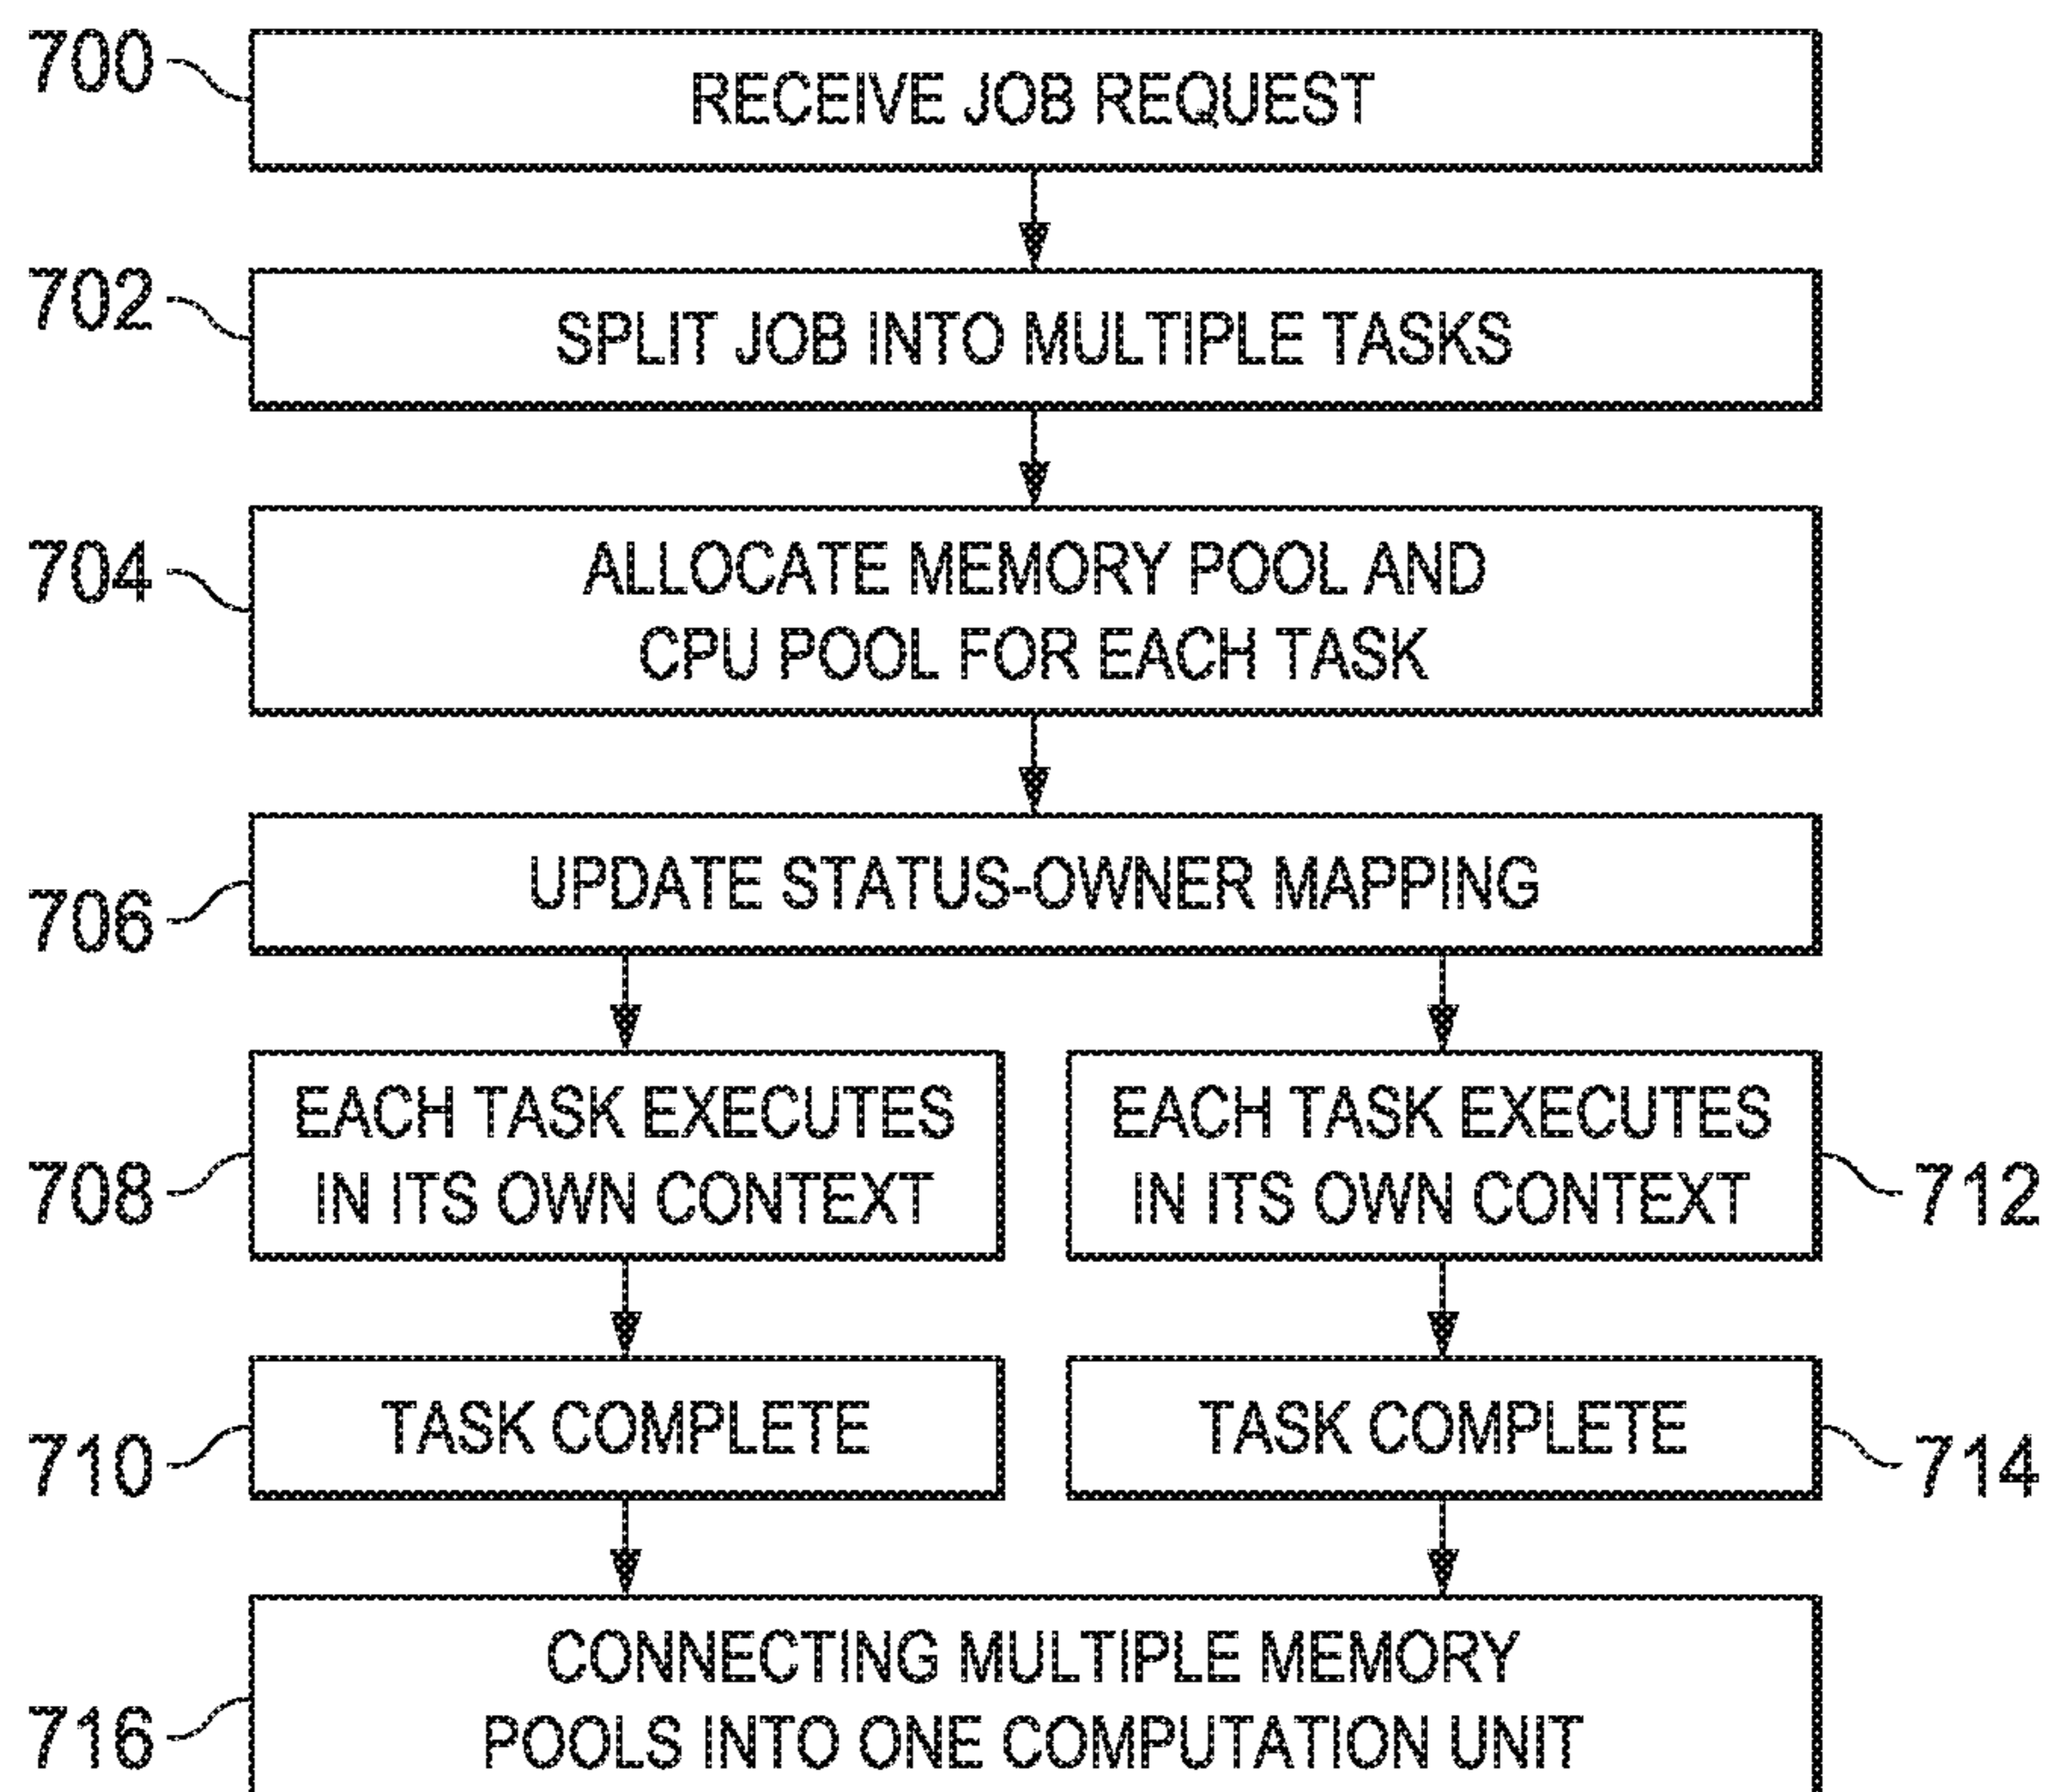 700
RECEIVE JOB REQUEST
702
SPLIT JOB INTO MULTIPLE TASKS
704
ALLOCATE MEMORY POOL AND
CPU POOL FOR EACH TASK
706
UPDATE STATUS-OWNER MAPPING
708
EACH TASK EXECUTES
IN ITS OWN CONTEXT
EACH TASK EXECUTES
IN ITS OWN CONTEXT
712
710
TASK COMPLETE
TASK COMPLETE
714
716
CONNECTING MULTIPLE MEMORY
POOLS INTO ONE COMPUTATION UNIT